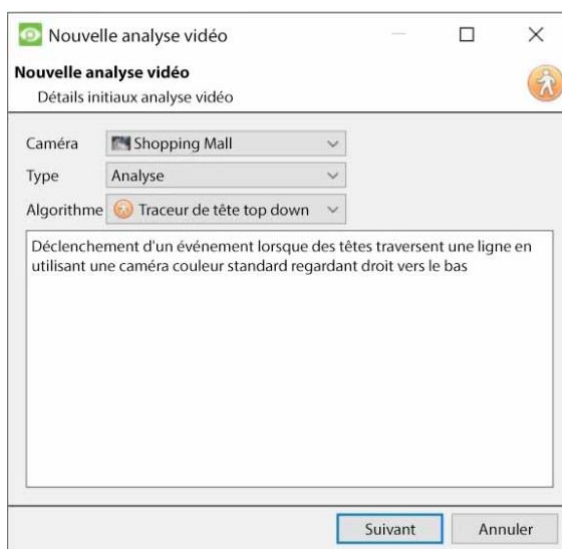 Nouvelle analyse vidéo
Nouvelle analyse vidéo
Détails initiaux analyse vidéo
Caméra Shopping Mall
Type Analyse
Algorithme Traceur de tête top down
Déclenchement d'un événement lorsque des têtes traversent une ligne en
utilisant une caméra couleur standard regardant droit vers le bas
Suivant Annuler